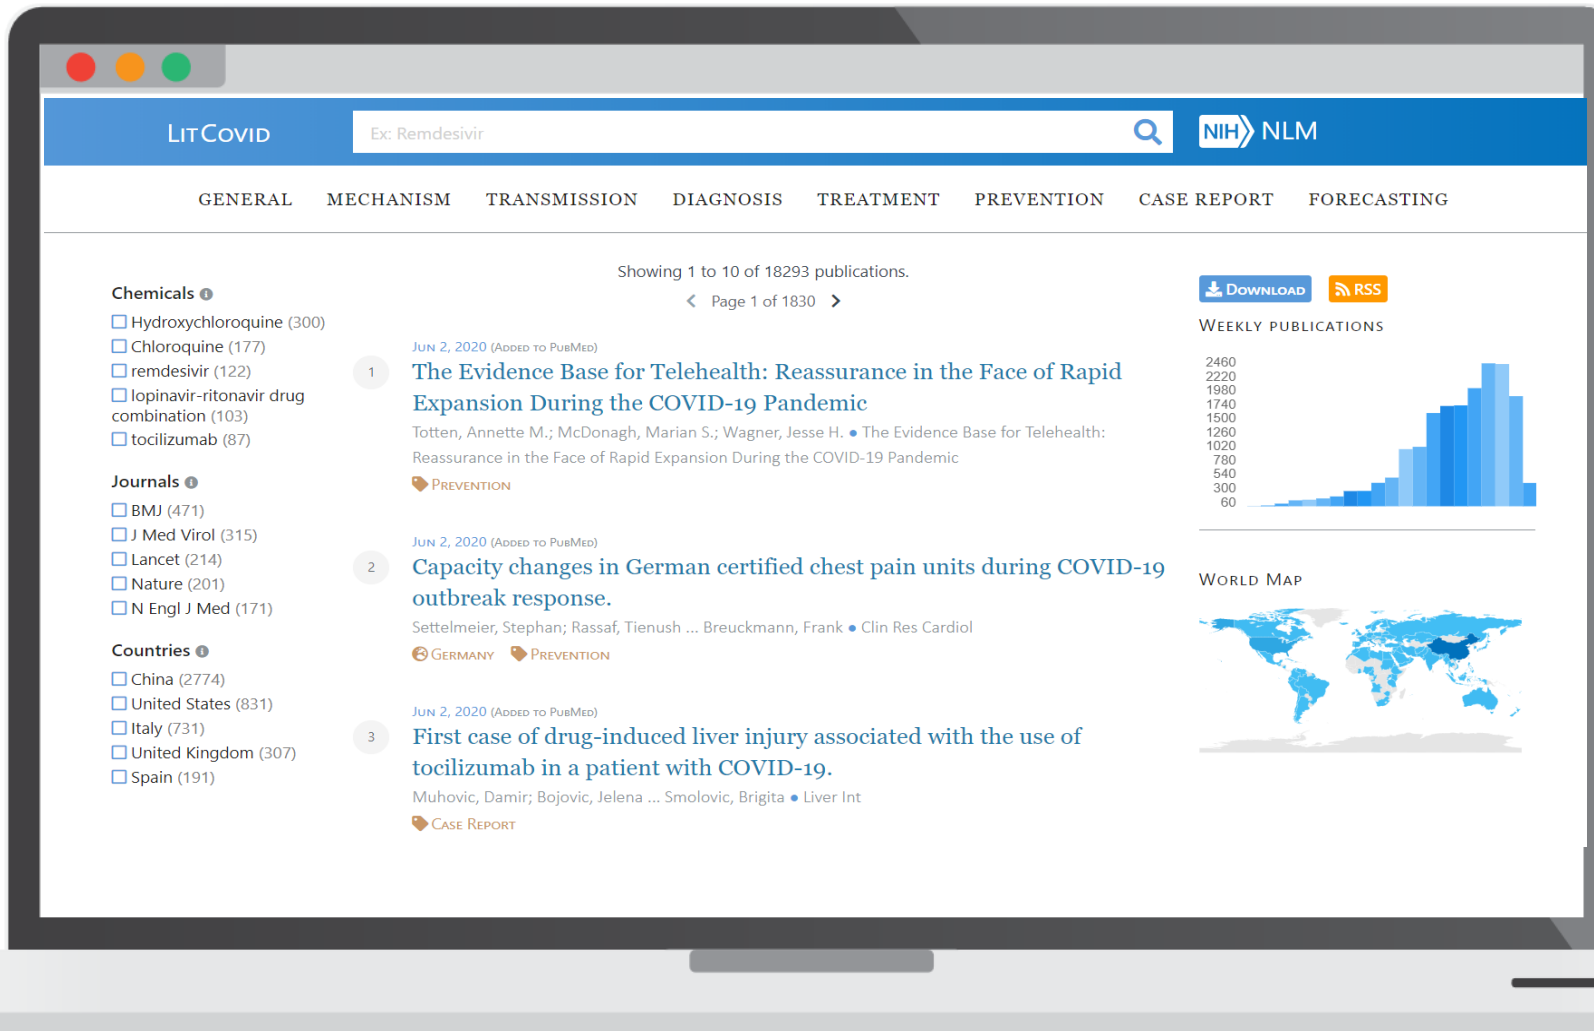 LitCovid
Ex: Remdesivir
NIH NLM
GENERAL MECHANISM TRANSMISSION DIAGNOSIS TREATMENT PREVENTION CASE REPORT FORECASTING
Chemicals
Hydroxychloroquine (300)
Chloroquine (177)
remdesivir (122)
lopinavir-ritonavir drug
combination (103)
tocilizumab (87)
Journals
BMJ (471)
J Med Virol (315)
Lancet (214)
Nature (201)
N Engl J Med (171)
Countries
China (2774)
United States (831)
Italy (731)
United Kingdom (307)
Spain (191)
Showing 1 to 10 of 18293 publications.
Page 1 of 1830
Jun 2, 2020 (Added to PubMed)
1
The Evidence Base for Telehealth: Reassurance in the Face of Rapid
Expansion During the COVID-19 Pandemic
Totten, Annette M.; McDonagh, Marian S.; Wagner, Jesse H. • The Evidence Base for Telehealth:
Reassurance in the Face of Rapid Expansion During the COVID-19 Pandemic
Prevention
Jun 2, 2020 (Added to PubMed)
2
Capacity changes in German certified chest pain units during COVID-19
outbreak response.
Settelmeier, Stephan; Rassaf, Tienush ... Breuckmann, Frank • Clin Res Cardiol
Germany Prevention
Jun 2, 2020 (Added to PubMed)
3
First case of drug-induced liver injury associated with the use of
tocilizumab in a patient with COVID-19.
Muhovic, Damir; Bojovic, Jelena ... Smolovic, Brigita • Liver Int
Case Report
Download RSS
Weekly publications
2460
2220
1980
1740
1500
1260
1020
780
540
300
60
World Map